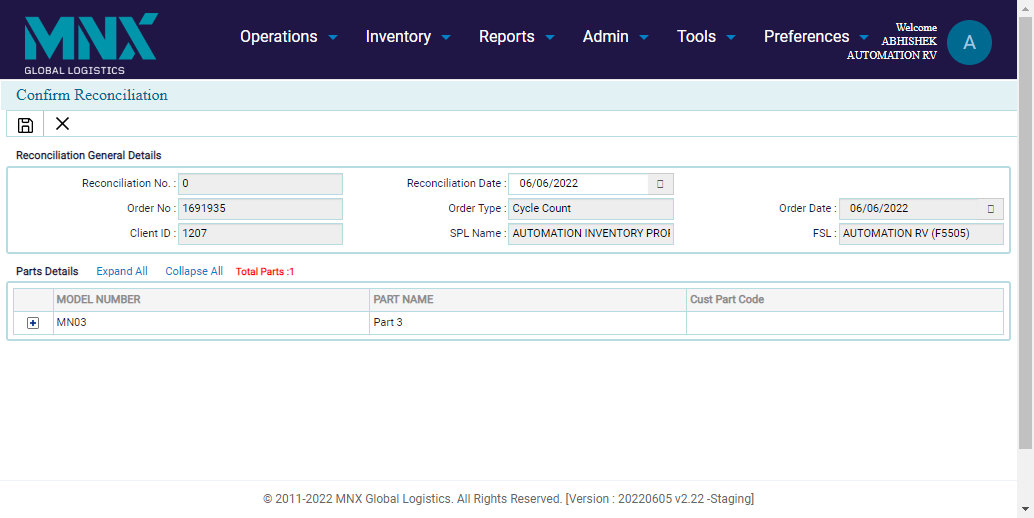 MNX
GLOBAL LOGISTICS
Operations Inventory Reports Admin Tools Preferences
Welcome
ABHISHEK
AUTOMATION RV
A
Confirm Reconciliation
Reconciliation General Details
Reconciliation No. : 0 Reconciliation Date : 06/06/2022
Order No : 1691935 Order Type : Cycle Count Order Date : 06/06/2022
Client ID : 1207 SPL Name : AUTOMATION INVENTORY PROF FSL : AUTOMATION RV (F5505)
Parts Details Expand All Collapse All Total Parts :1
MODEL NUMBER PART NAME Cust Part Code
MN03 Part 3
© 2011-2022 MNX Global Logistics. All Rights Reserved. [Version : 20220605 v2.22 -Staging]